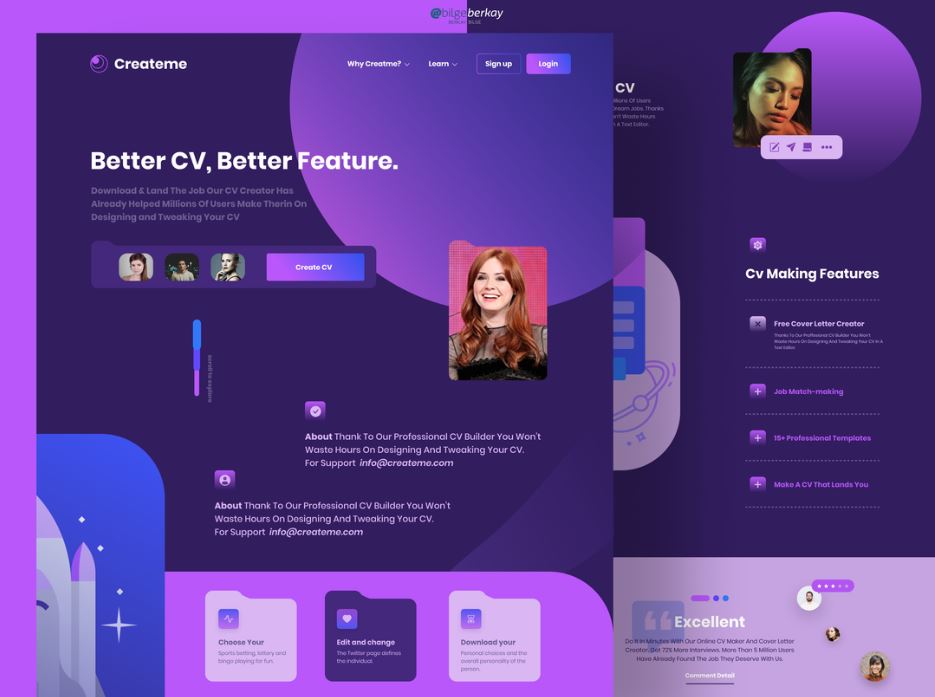 @bilgeberkay
BERKAY BILGE
Createme
Why Creatme?
Learn
Sign up
Login
Better CV, Better Feature.
Download & Land The Job Our CV Creator Has
Already Helped Millions Of Users Make Therin On
Designing and Tweaking Your CV
Create CV
scroll to explore
About Thank To Our Professional CV Builder You Won't
Waste Hours On Designing And Tweaking Your CV.
For Support info@createme.com
About Thank To Our Professional CV Builder You Won't
Waste Hours On Designing And Tweaking Your CV.
For Support info@createme.com
Choose Your
Sports betting, lottery and
bingo playing for fun.
Edit and change
The Twitter page defines
the individual.
Download your
Personal choices and the
overall personality of the
person.
CV
llions Of Users
Dream Jobs. Thanks
n't Waste Hours
n A Text Editor.
Cv Making Features
Free Cover Letter Creator
Thanks To Our Professional CV Builder You Won't
Waste Hours On Designing And Tweaking Your CV In A
Text Editor.
Job Match-making
15+ Professional Templates
Make A CV That Lands You
Excellent
Do It In Minutes With Our Online CV Maker And Cover Letter
Creator. Get 72% More Interviews. More Than 5 Million Users
Have Already Found The Job They Deserve With Us.
Comment Detail